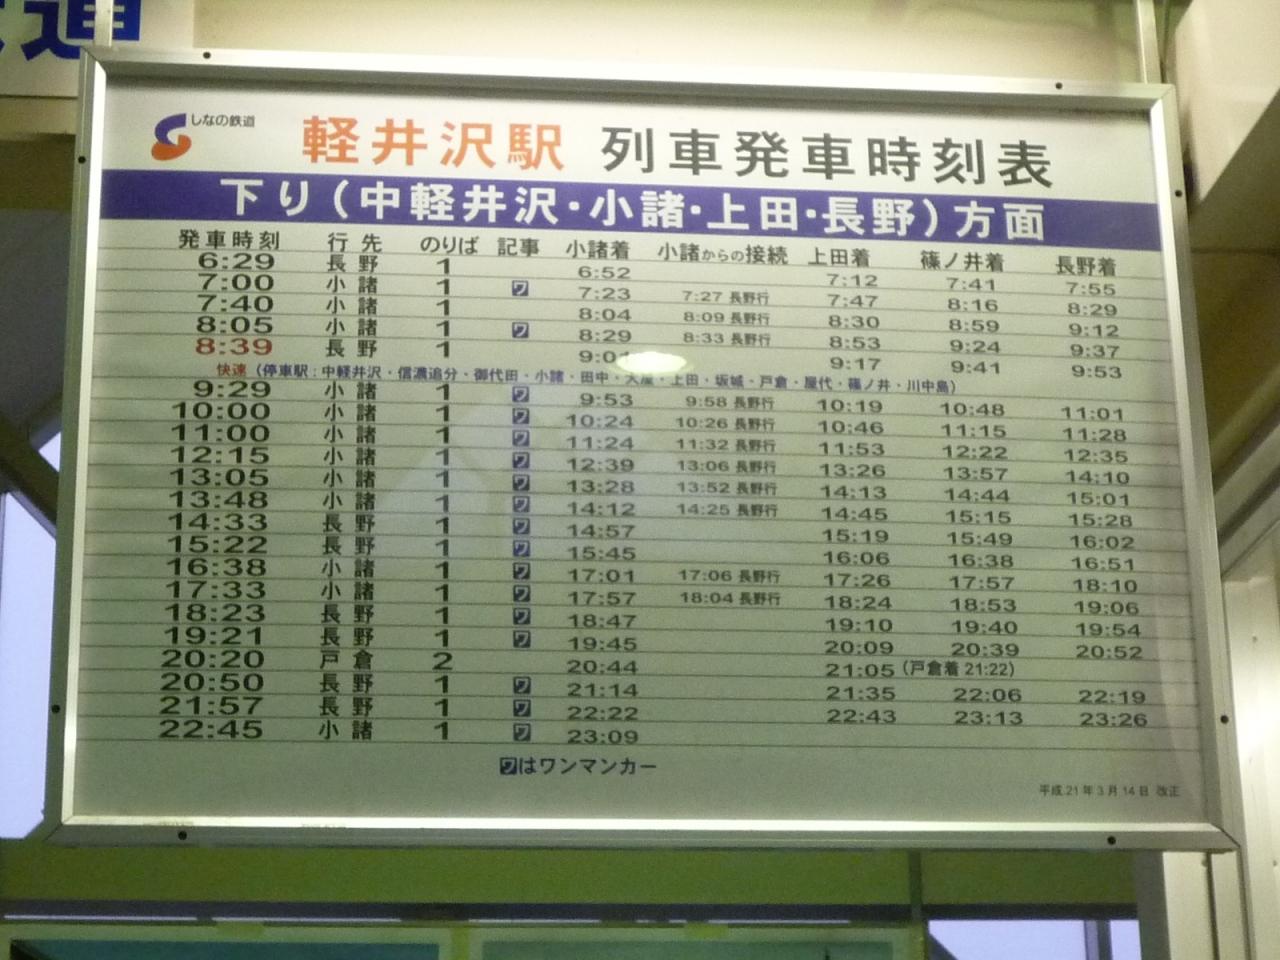 しなの鉄道
軽井沢駅 列車発車時刻表
下り(中軽井沢・小諸・上田・長野)方面
発車時刻 行先 のりば 記事 小諸着 小諸からの接続 上田着 篠ノ井着 長野着
6:29 長野 1 6:52 7:12 7:41 7:55
7:00 小諸 1 ワ 7:23 7:27 長野行 7:47 8:16 8:29
7:40 小諸 1 8:04 8:09 長野行 8:30 8:59 9:12
8:05 小諸 1 ワ 8:29 8:33 長野行 8:53 9:24 9:37
8:39 長野 1 9:01 9:17 9:41 9:53
快速(停車駅:中軽井沢・信濃追分・御代田・小諸・田中・大屋・上田・坂城・戸倉・屋代・篠ノ井・川中島)
9:29 小諸 1 ワ 9:53 9:58 長野行 10:19 10:48 11:01
10:00 小諸 1 ワ 10:24 10:26 長野行 10:46 11:15 11:28
11:00 小諸 1 ワ 11:24 11:32 長野行 11:53 12:22 12:35
12:15 小諸 1 ワ 12:39 13:06 長野行 13:26 13:57 14:10
13:05 小諸 1 ワ 13:28 13:52 長野行 14:13 14:44 15:01
13:48 小諸 1 ワ 14:12 14:25 長野行 14:45 15:15 15:28
14:33 長野 1 ワ 14:57 15:19 15:49 16:02
15:22 長野 1 ワ 15:45 16:06 16:38 16:51
16:38 小諸 1 ワ 17:01 17:06 長野行 17:26 17:57 18:10
17:33 小諸 1 ワ 17:57 18:04 長野行 18:24 18:53 19:06
18:23 長野 1 ワ 18:47 19:10 19:40 19:54
19:21 長野 1 ワ 19:45 20:09 20:39 20:52
20:20 戸倉 2 20:44 21:05 (戸倉着 21:22)
20:50 長野 1 ワ 21:14 21:35 22:06 22:19
21:57 長野 1 ワ 22:22 22:43 23:13 23:26
22:45 小諸 1 ワ 23:09
ワはワンマンカー
平成21年3月14日 改正